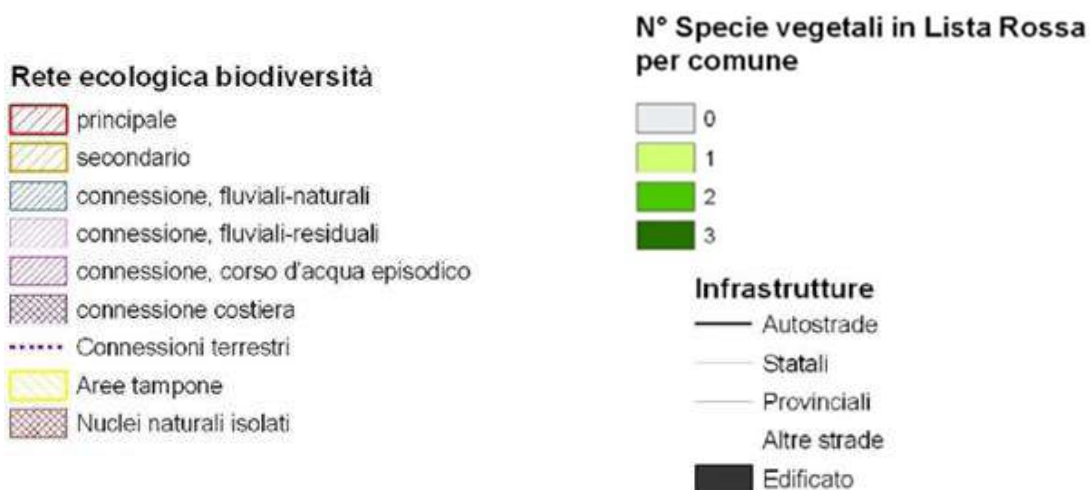 Rete ecologica biodiversità
principale
secondario
connessione, fluviali-naturali
connessione, fluviali-residuali
connessione, corso d'acqua episodico
connessione costiera
Connessioni terrestri
Aree tampone
Nuclei naturali isolati
N° Specie vegetali in Lista Rossa
per comune
0
1
2
3
Infrastrutture
Autostrade
Statali
Provinciali
Altre strade
Edificato